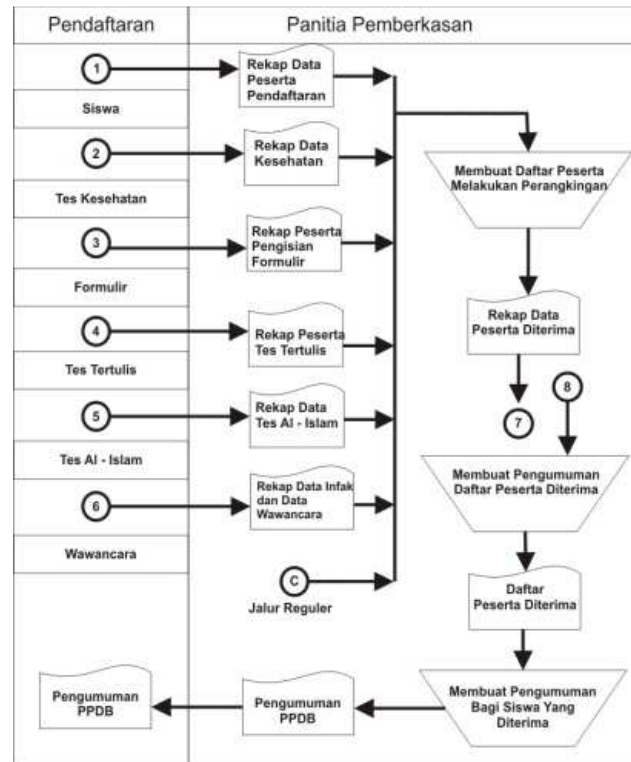 Pendaftaran
Panitia Pemberkasan
1
Rekap Data
Peserta
Pendaftaran
Siswa
2
Rekap Data
Kesehatan
Membuat Daftar Peserta
Melakukan Perangkingan
Tes Kesehatan
3
Rekap Peserta
Pengisian
Formulir
Formulir
4
Rekap Peserta
Tes Tertulis
Rekap Data
Peserta Diterima
Tes Tertulis
8
7
5
Rekap Data
Tes Al - Islam
Tes Al - Islam
Membuat Pengumuman
Daftar Peserta Diterima
6
Rekap Data Infak
dan Data
Wawancara
Wawancara
C
Jalur Reguler
Daftar
Peserta Diterima
Pengumuman
PPDB
Pengumuman
PPDB
Membuat Pengumuman
Bagi Siswa Yang
Diterima